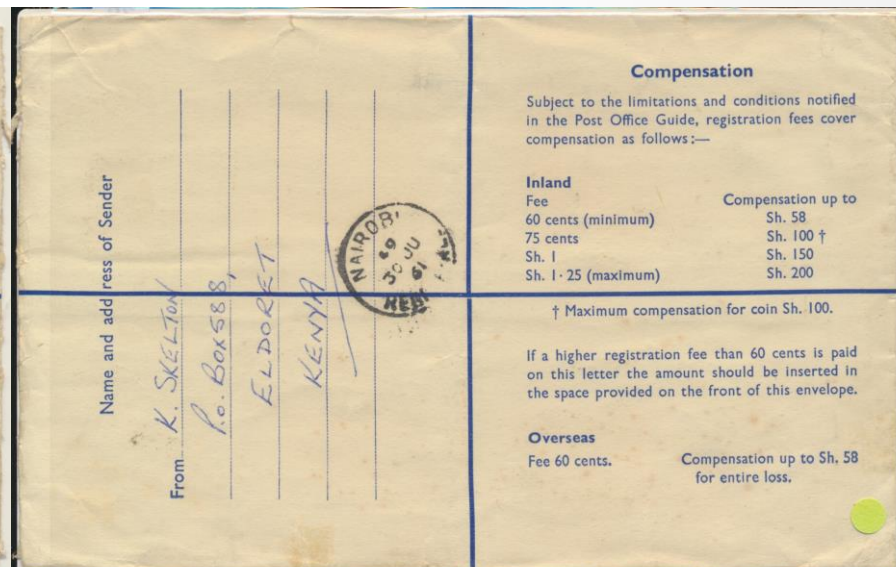 Name and address of Sender
From K. SKELTON
P.O. BOX 588,
ELDORET
KENYA
NAIROBI
30 JU
61
Compensation
Subject to the limitations and conditions notified
in the Post Office Guide, registration fees cover
compensation as follows:—
Inland
Fee Compensation up to
60 cents (minimum) Sh. 58
75 cents Sh. 100 †
Sh. 1 Sh. 150
Sh. 1·25 (maximum) Sh. 200
† Maximum compensation for coin Sh. 100.
If a higher registration fee than 60 cents is paid
on this letter the amount should be inserted in
the space provided on the front of this envelope.
Overseas
Fee 60 cents. Compensation up to Sh. 58
for entire loss.